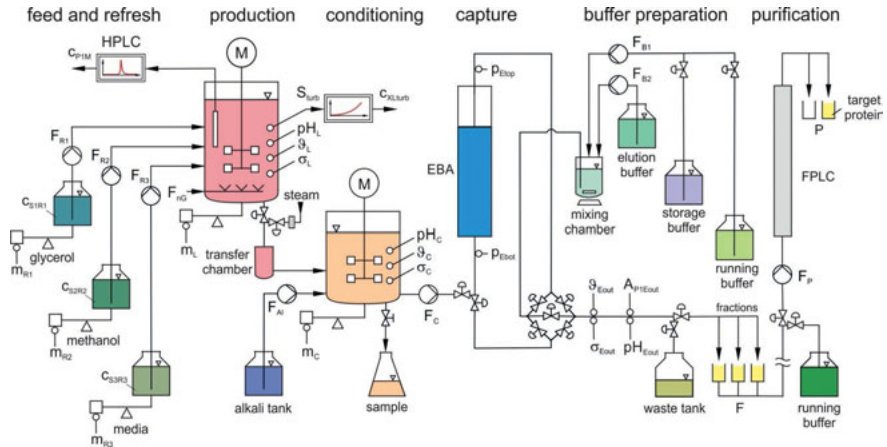 feed and refresh
production
conditioning
capture
buffer preparation
purification
HPLC
c_P1M
M
S_turb
c_XLturb
pH_L
ϑ_L
σ_L
F_R1
F_R2
F_R3
F_nG
steam
c_S1R1
glycerol
m_R1
m_L
transfer
chamber
c_S2R2
methanol
m_R2
c_S3R3
media
m_R3
M
pH_C
ϑ_C
σ_C
F_AI
alkali tank
m_C
F_C
sample
p_Etop
EBA
p_Ebot
F_B1
F_B2
elution
buffer
mixing
chamber
storage
buffer
running
buffer
ϑ_Eout
A_P1Eout
σ_Eout
pH_Eout
waste tank
fractions
F
target
protein
P
FPLC
F_P
running
buffer